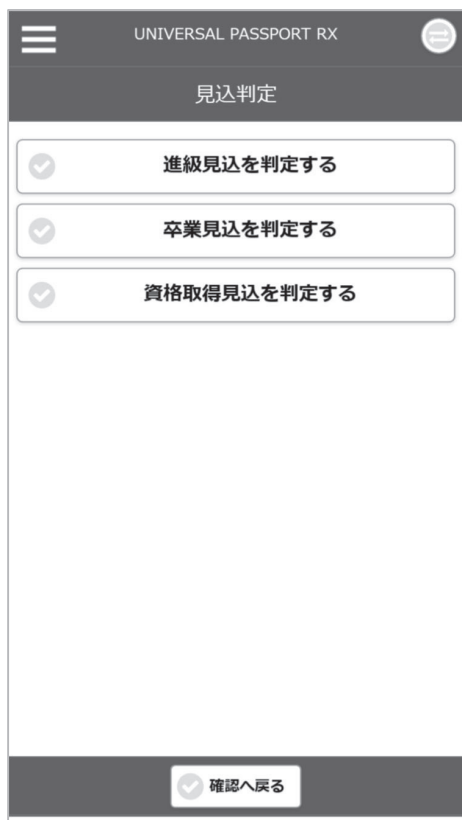 UNIVERSAL PASSPORT RX
見込判定
進級見込を判定する
卒業見込を判定する
資格取得見込を判定する
確認へ戻る